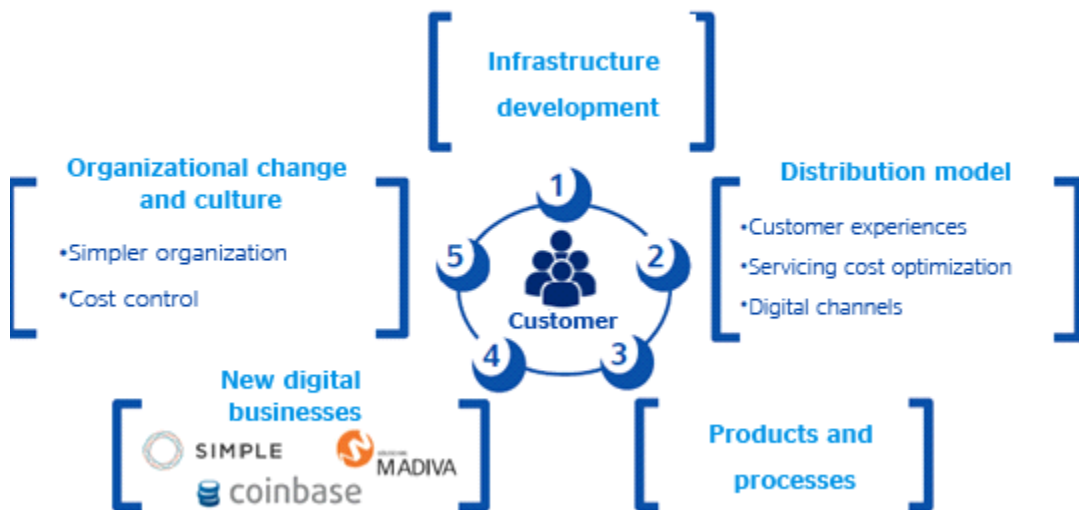 Infrastructure
development
Organizational change
and culture
•Simpler organization
•Cost control
Distribution model
•Customer experiences
•Servicing cost optimization
•Digital channels
1
2
3
4
5
Customer
New digital
businesses
SIMPLE
MADIVA
coinbase
Products and
processes